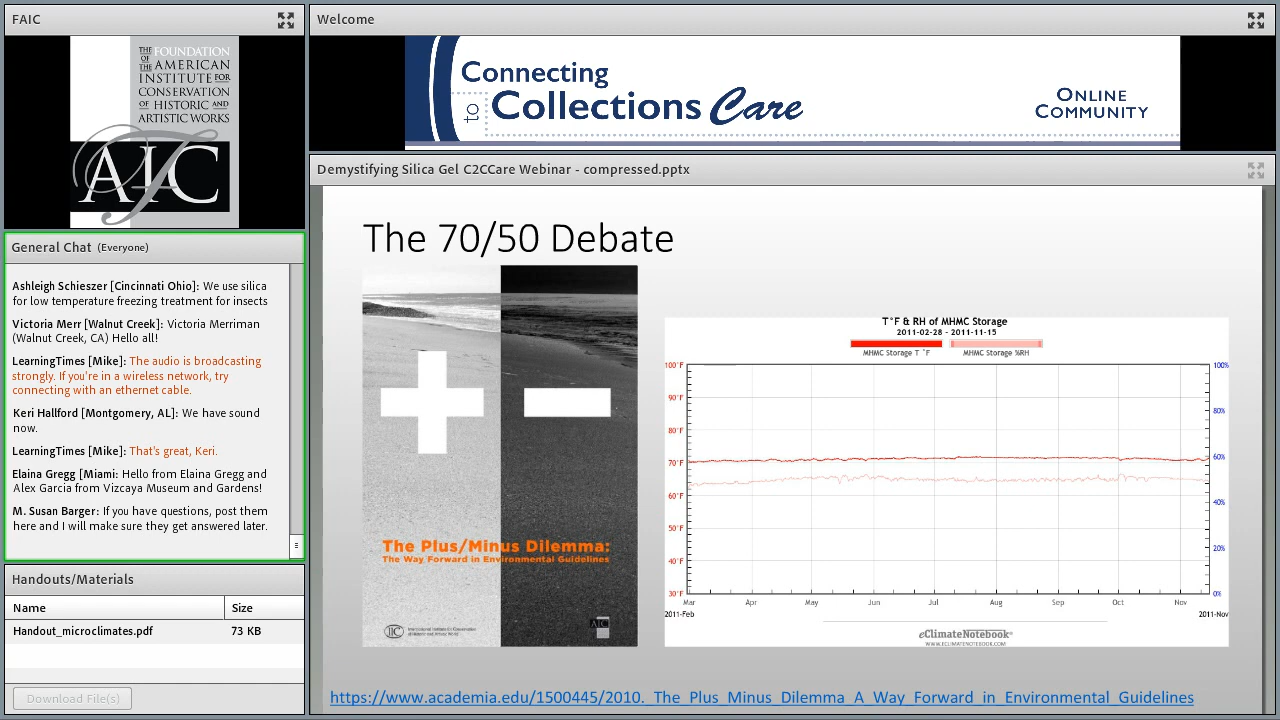 FAIC
THE FOUNDATION
OF THE AMERICAN
INSTITUTE FOR
CONSERVATION
OF HISTORIC AND
ARTISTIC WORKS
AIC
General Chat (Everyone)
Ashleigh Schieszer [Cincinnati Ohio]: We use silica
for low temperature freezing treatment for insects
Victoria Merr [Walnut Creek]: Victoria Merriman
(Walnut Creek, CA) Hello all!
LearningTimes [Mike]: The audio is broadcasting
strongly. If you're in a wireless network, try
connecting with an ethernet cable.
Keri Hallford [Montgomery, AL]: We have sound
now.
LearningTimes [Mike]: That's great, Keri.
Elaina Gregg [Miami: Hello from Elaina Gregg and
Alex Garcia from Vizcaya Museum and Gardens!
M. Susan Barger: If you have questions, post them
here and I will make sure they get answered later.
Handouts/Materials
Name Size
Handout_microclimates.pdf 73 KB
Download File(s)
Welcome
Connecting
to Collections Care
ONLINE
COMMUNITY
Demystifying Silica Gel C2CCare Webinar - compressed.pptx
The 70/50 Debate
The Plus/Minus Dilemma:
The Way Forward in Environmental Guidelines
IIC
AIC
T°F & RH of MHMC Storage
2011-02-28 - 2011-11-15
MHMC Storage T °F MHMC Storage %RH
100°F 100%
90°F
80°F 80%
70°F 60%
60°F
50°F 40%
40°F 20%
30°F 0%
Mar Apr May Jun Jul Aug Sep Oct Nov
2011-Feb 2011-Nov
eClimateNotebook®
WWW.ECLIMATENOTEBOOK.COM
https://www.academia.edu/1500445/2010._The_Plus_Minus_Dilemma_A_Way_Forward_in_Environmental_Guidelines